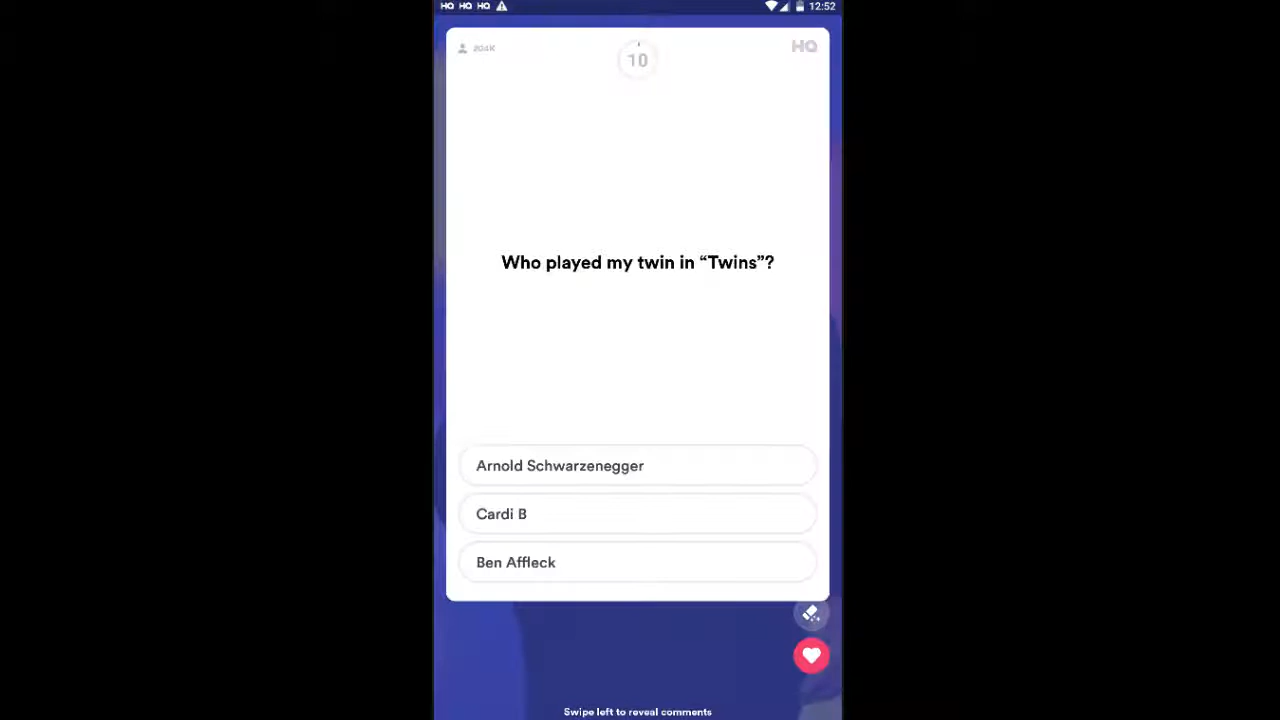 HQ HQ HQ 12:52
204K 10 HQ
Who played my twin in “Twins”?
Arnold Schwarzenegger
Cardi B
Ben Affleck
Swipe left to reveal comments